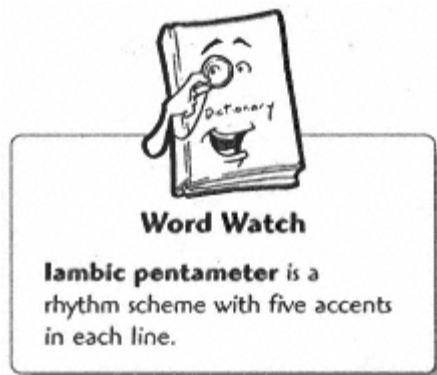 Dictionary
Word Watch
Iambic pentameter is a
rhythm scheme with five accents
in each line.